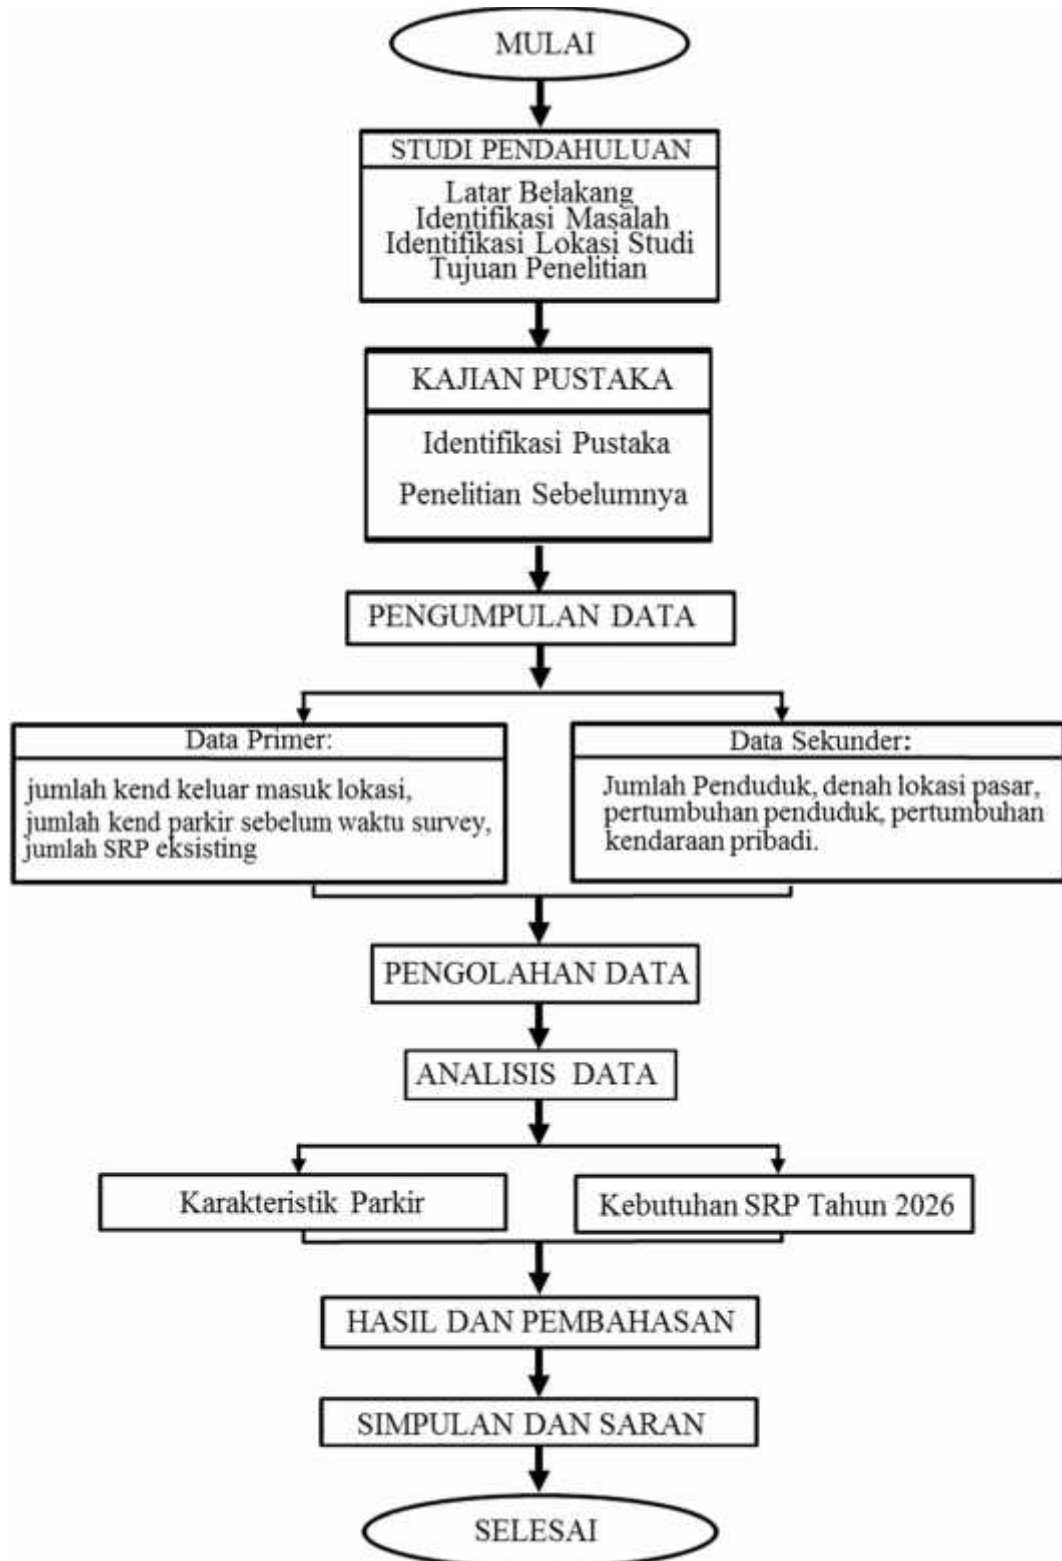 MULAI
STUDI PENDAHULUAN
Latar Belakang
Identifikasi Masalah
Identifikasi Lokasi Studi
Tujuan Penelitian
KAJIAN PUSTAKA
Identifikasi Pustaka
Penelitian Sebelumnya
PENGUMPULAN DATA
Data Primer:
jumlah kend keluar masuk lokasi,
jumlah kend parkir sebelum waktu survey,
jumlah SRP eksisting
Data Sekunder:
Jumlah Penduduk, denah lokasi pasar,
pertumbuhan penduduk, pertumbuhan
kendaraan pribadi.
PENGOLAHAN DATA
ANALISIS DATA
Karakteristik Parkir
Kebutuhan SRP Tahun 2026
HASIL DAN PEMBAHASAN
SIMPULAN DAN SARAN
SELESAI